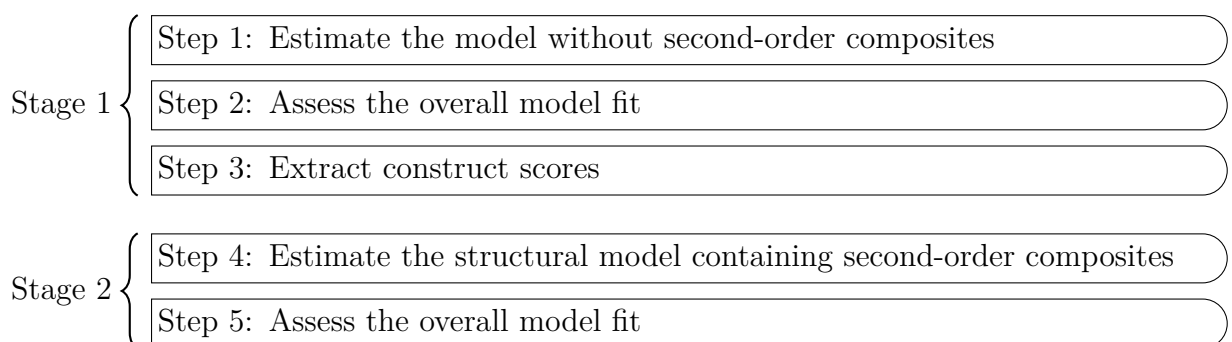 Step 1: Estimate the model without second-order composites
Stage 1
Step 2: Assess the overall model fit
Step 3: Extract construct scores
Step 4: Estimate the structural model containing second-order composites
Stage 2
Step 5: Assess the overall model fit